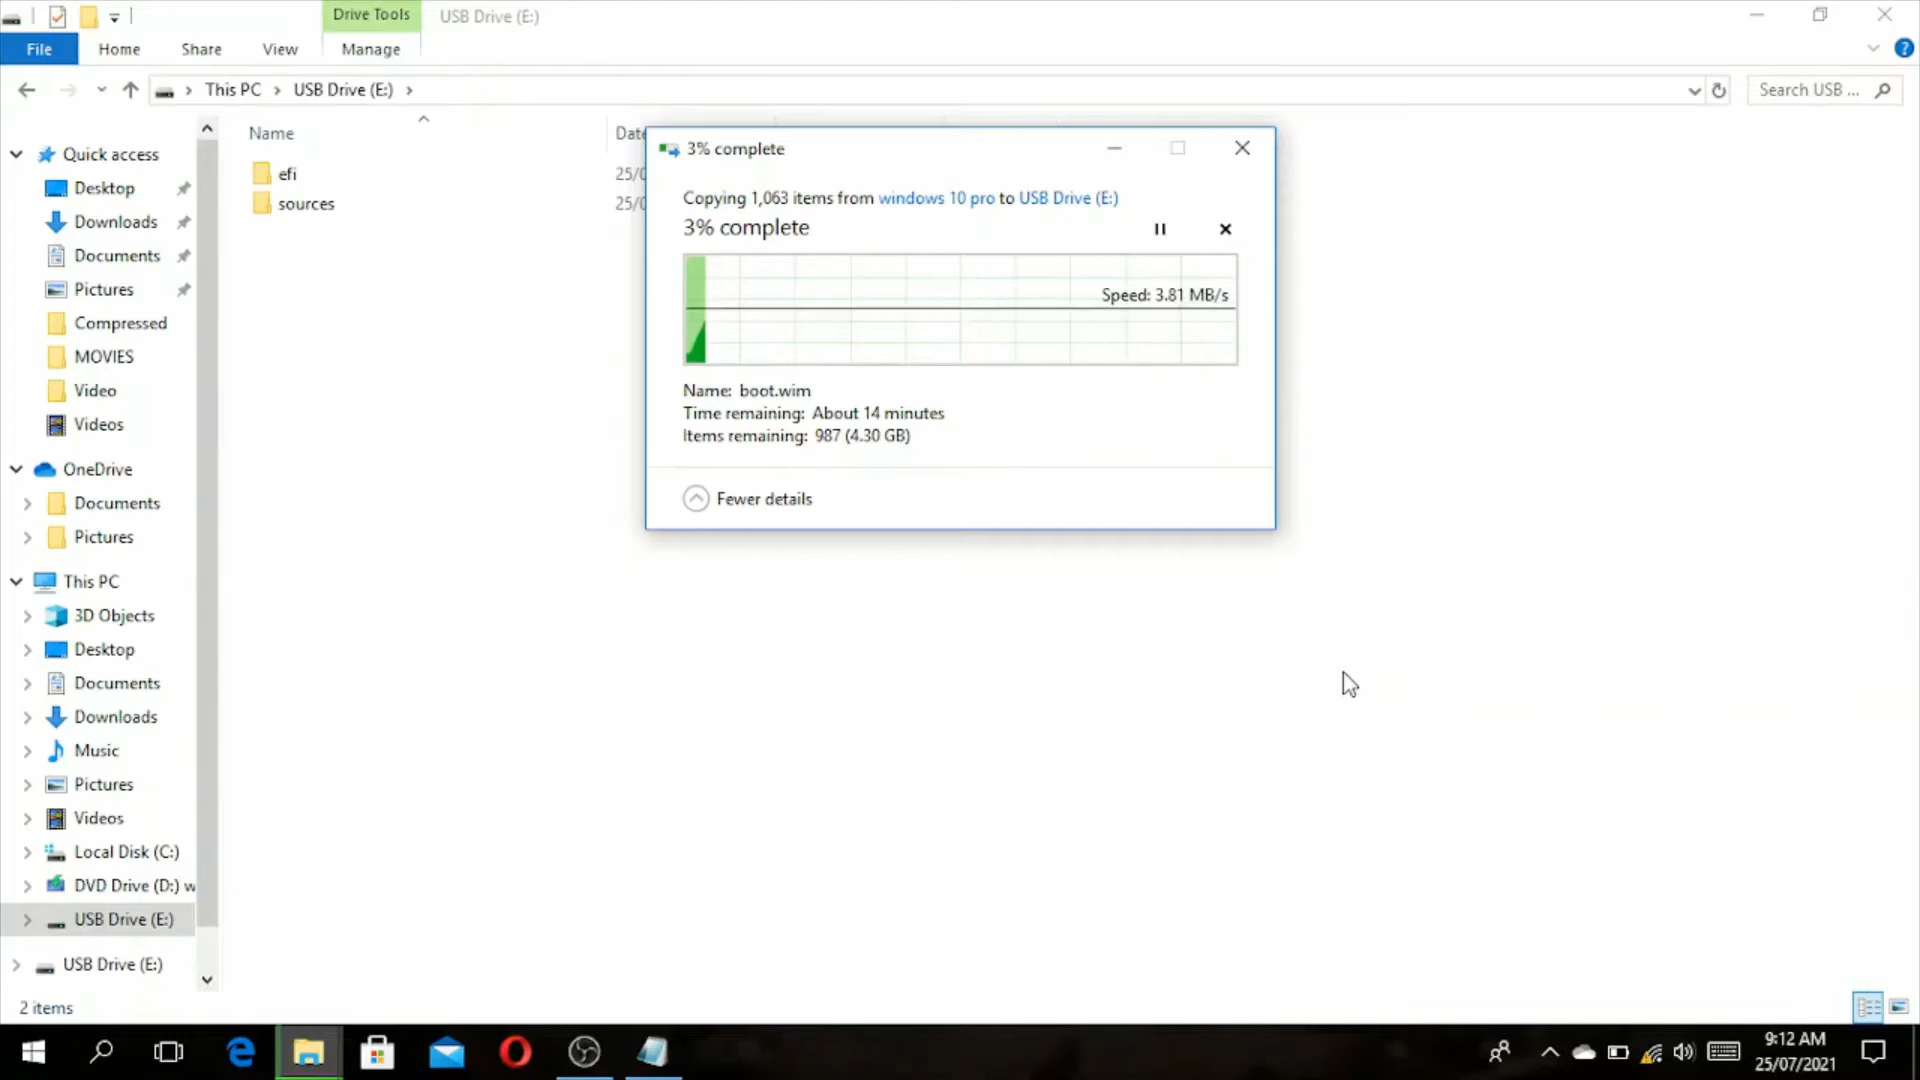 Drive Tools
USB Drive (E:)
File
Home
Share
View
Manage
This PC
USB Drive (E:)
Search USB ...
Name
Date
Quick access
Desktop
Downloads
Documents
Pictures
Compressed
MOVIES
Video
Videos
OneDrive
Documents
Pictures
This PC
3D Objects
Desktop
Documents
Downloads
Music
Pictures
Videos
Local Disk (C:)
DVD Drive (D:) w
USB Drive (E:)
USB Drive (E:)
efi
25/0
sources
25/0
3% complete
Copying 1,063 items from windows 10 pro to USB Drive (E:)
3% complete
Speed: 3.81 MB/s
Name: boot.wim
Time remaining: About 14 minutes
Items remaining: 987 (4.30 GB)
Fewer details
2 items
9:12 AM
25/07/2021